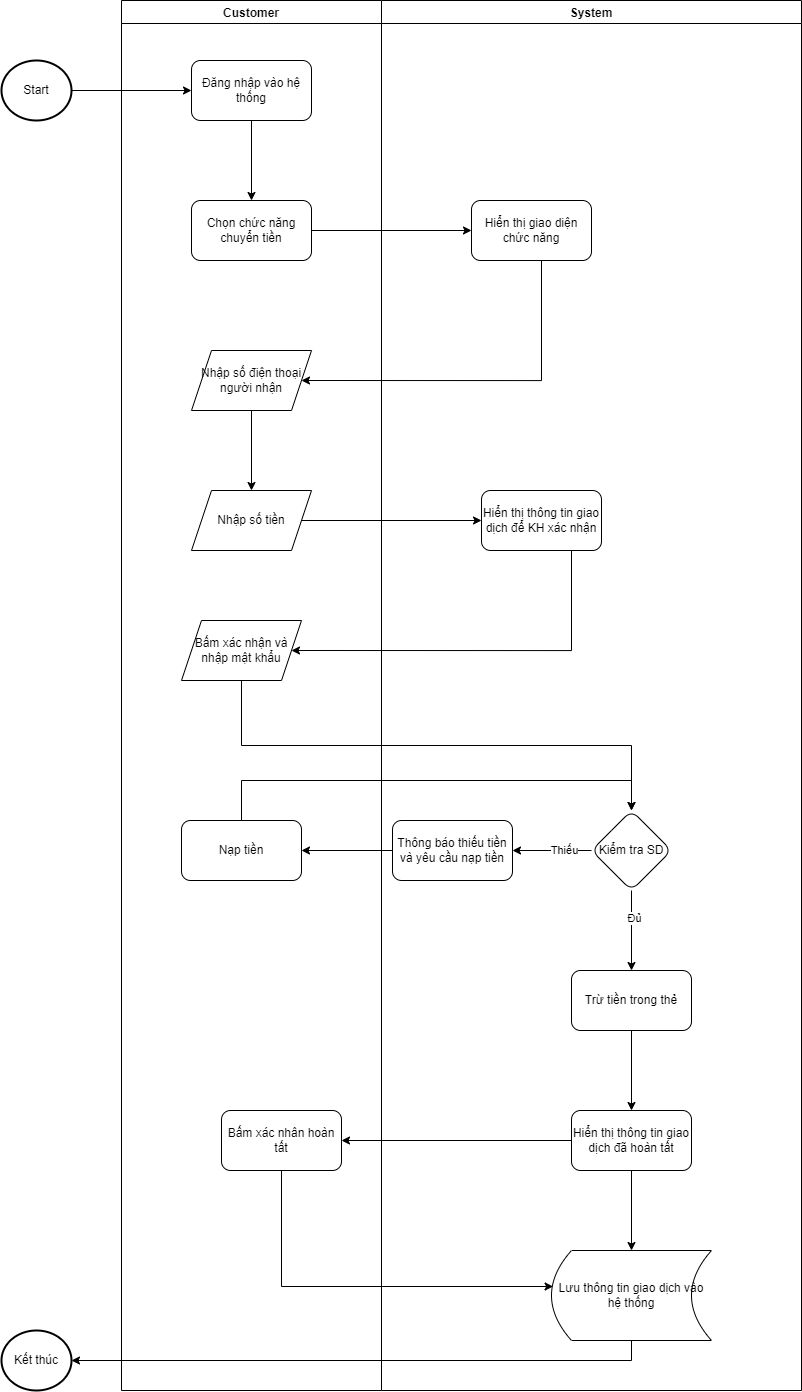 Customer
System
Start
Đăng nhập vào hệ
thống
Chọn chức năng
chuyển tiền
Hiển thị giao diện
chức năng
Nhập số điện thoại
người nhận
Nhập số tiền
Hiển thị thông tin giao
dịch để KH xác nhận
Bấm xác nhận và
nhập mật khẩu
Nạp tiền
Thông báo thiếu tiền
và yêu cầu nạp tiền
Thiếu
Kiểm tra SD
Đủ
Trừ tiền trong thẻ
Bấm xác nhân hoàn
tất
Hiển thị thông tin giao
dịch đã hoàn tất
Lưu thông tin giao dịch vào
hệ thống
Kết thúc